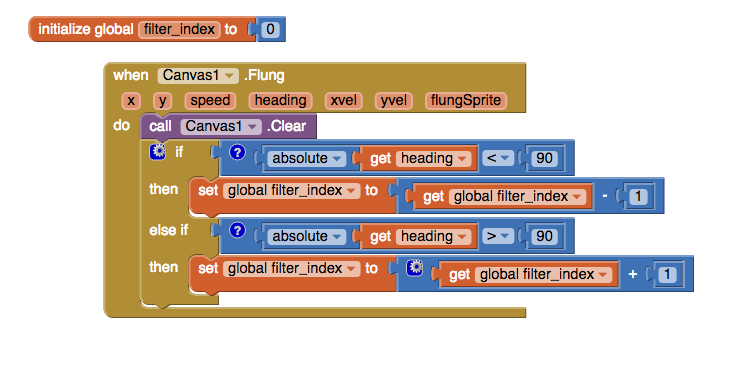 initialize global filter_index to 0
when Canvas1 .Flung
x y speed heading xvel yvel flungSprite
do call Canvas1 .Clear
if ? absolute get heading < 90
then set global filter_index to get global filter_index - 1
else if ? absolute get heading > 90
then set global filter_index to get global filter_index + 1